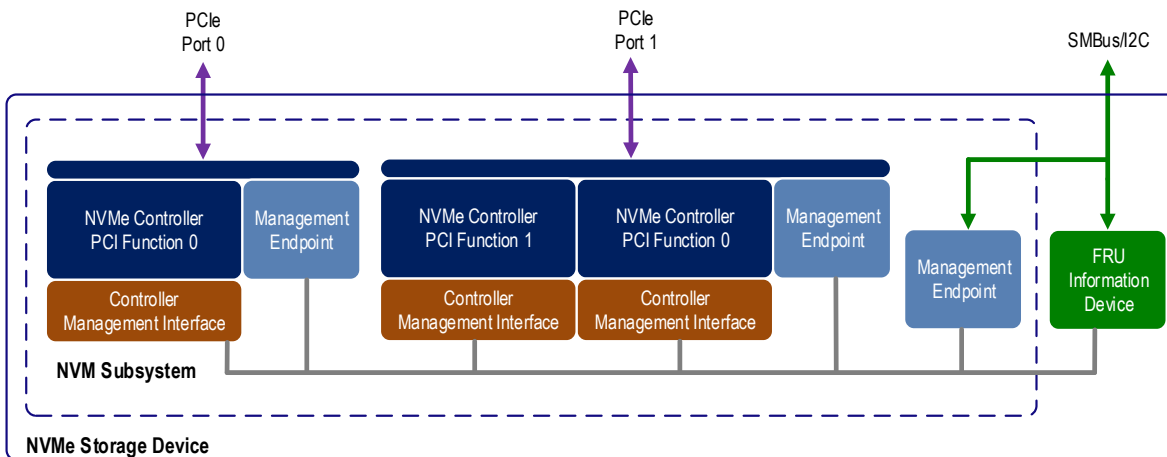 PCIe
Port 0
PCIe
Port 1
SMBus/I2C
NVMe Controller
PCI Function 0
Management
Endpoint
NVMe Controller
PCI Function 1
NVMe Controller
PCI Function 0
Management
Endpoint
Management
Endpoint
FRU
Information
Device
Controller
Management Interface
Controller
Management Interface
Controller
Management Interface
NVM Subsystem
NVMe Storage Device